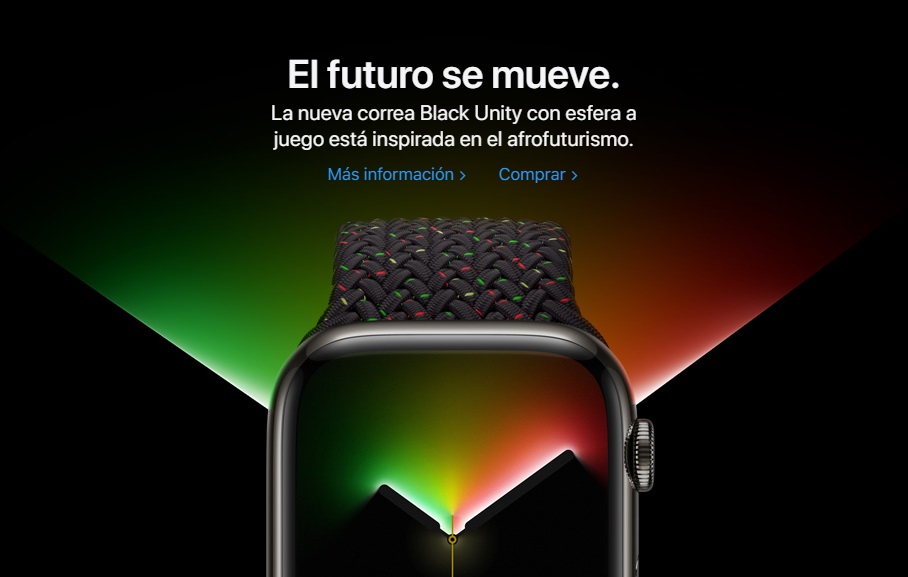 El futuro se mueve.
La nueva correa Black Unity con esfera a
juego está inspirada en el afrofuturismo.
Más información > Comprar >